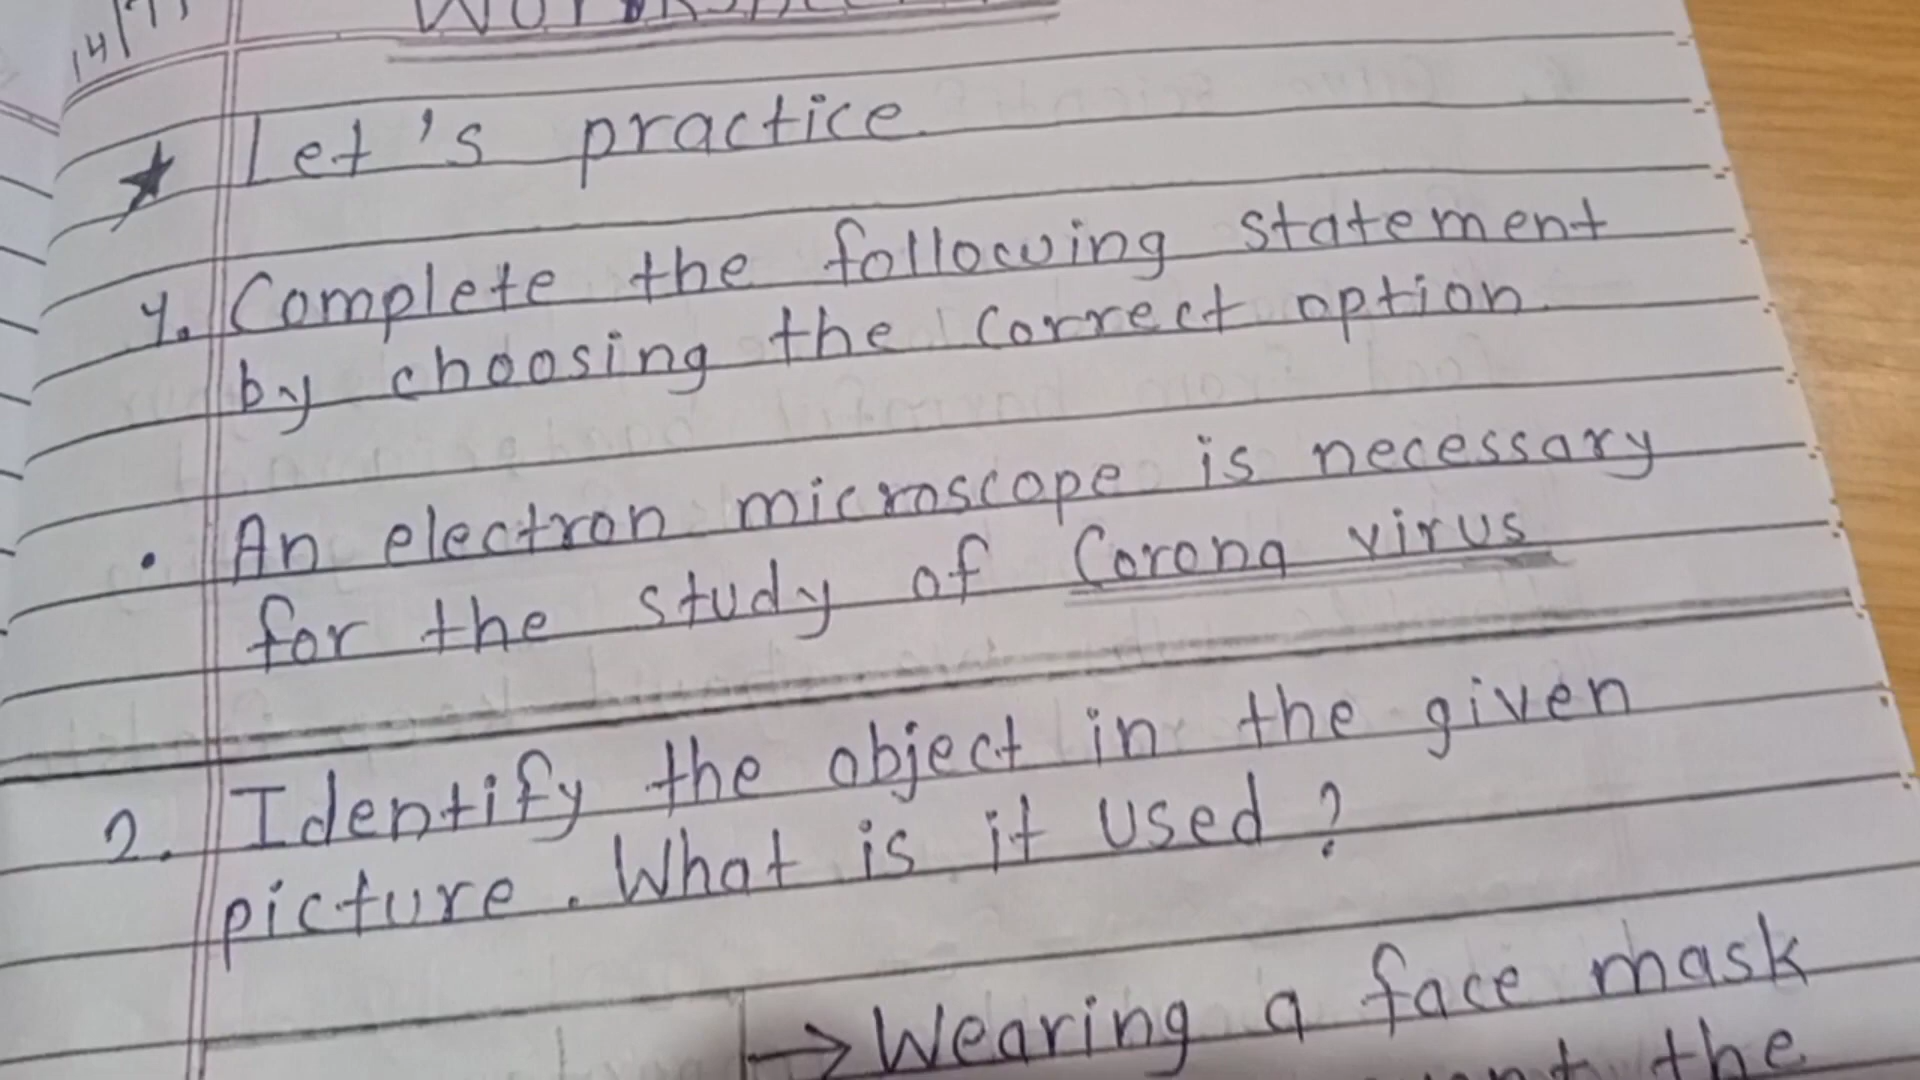 Let's practice
1. Complete the following statement
by choosing the correct option
• An electron microscope is necessary
for the study of Corona virus
2. Identify the object in the given
picture. What is it used?
→ Wearing a face mask
the